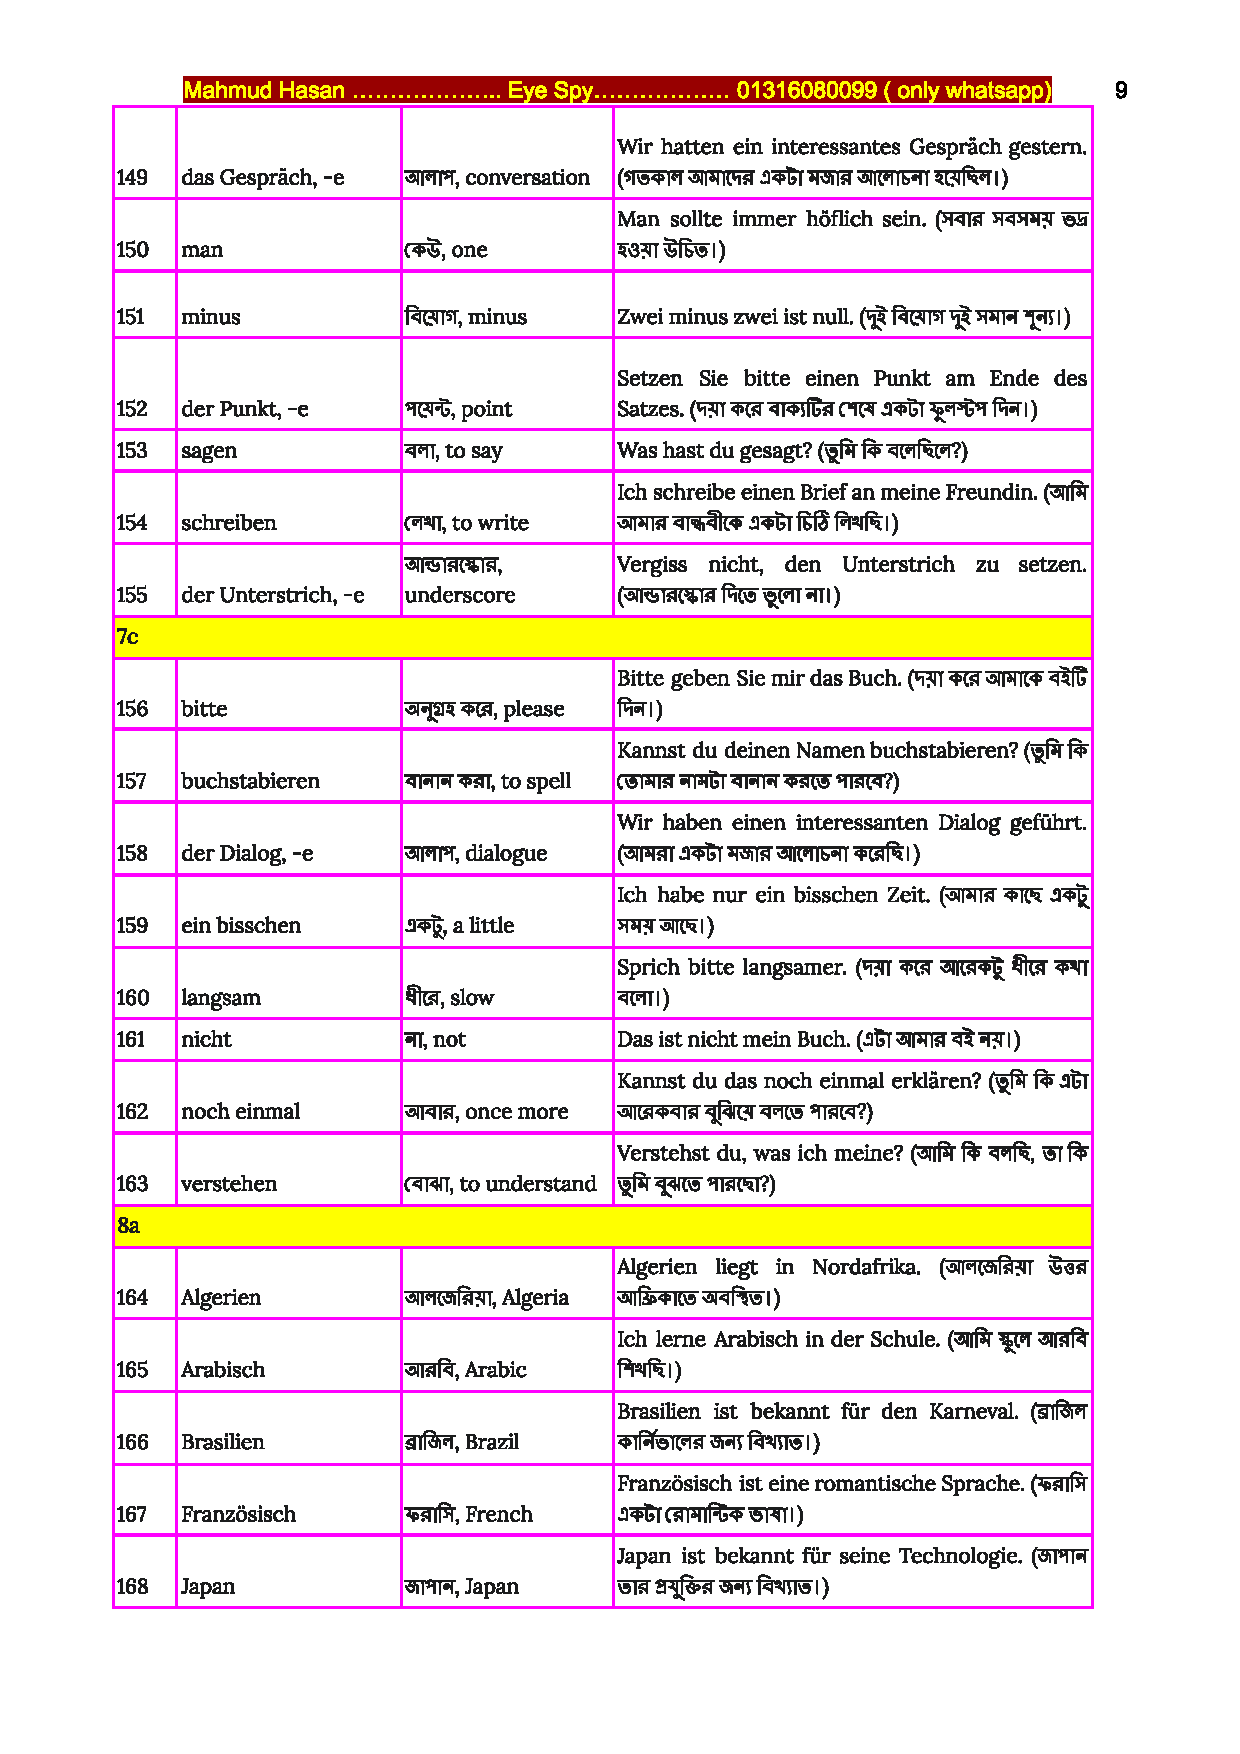 Mahmud Hasan ……………….. Eye Spy……………… 01316080099 ( only whatsapp) 9
Wir hatten ein interessantes Gespräch gestern.
149 das Gespräch, -e আলাপ, conversation (গতকাল আমাদের একটা মজার আলোচনা হয়েছিল।)
Man sollte immer höflich sein. (সবার সবসময় ভদ্র
150 man কেউ, one হওয়া উচিত।)
151 minus বিয়োগ, minus Zwei minus zwei ist null. (দুই বিয়োগ দুই সমান শূন্য।)
Setzen Sie bitte einen Punkt am Ende des
152 der Punkt, -e পয়েন্ট, point Satzes. (দয়া করে বাক্যটির শেষে একটা ফুলস্টপ দিন।)
153 sagen বলা, to say Was hast du gesagt? (তুমি কি বলেছিলে?)
Ich schreibe einen Brief an meine Freundin. (আমি
154 schreiben লেখা, to write আমার বান্ধবীকে একটা চিঠি লিখছি।)
আন্ডারস্কোর, Vergiss nicht, den Unterstrich zu setzen.
155 der Unterstrich, -e underscore (আন্ডারস্কোর দিতে ভুলো না।)
7c
Bitte geben Sie mir das Buch. (দয়া করে আমাকে বইটি
156 bitte অনুগ্রহ করে, please দিন।)
Kannst du deinen Namen buchstabieren? (তুমি কি
157 buchstabieren বানান করা, to spell তোমার নামটা বানান করতে পারবে?)
Wir haben einen interessanten Dialog geführt.
158 der Dialog, -e আলাপ, dialogue (আমরা একটা মজার আলোচনা করেছি।)
Ich habe nur ein bisschen Zeit. (আমার কাছে একটু
159 ein bisschen একটু, a little সময় আছে।)
Sprich bitte langsamer. (দয়া করে আরেকটু ধীরে কথা
160 langsam ধীরে, slow বলো।)
161 nicht না, not Das ist nicht mein Buch. (এটা আমার বই নয়।)
Kannst du das noch einmal erklären? (তুমি কি এটা
162 noch einmal আবার, once more আরেকবার বুঝিয়ে বলতে পারবে?)
Verstehst du, was ich meine? (আমি কি বলছি, তা কি
163 verstehen বোঝা, to understand তুমি বুঝতে পারছো?)
8a
Algerien liegt in Nordafrika. (আলজেরিয়া উত্তর
164 Algerien আলজেরিয়া, Algeria আফ্রিকাতে অবস্থিত।)
Ich lerne Arabisch in der Schule. (আমি স্কুলে আরবি
165 Arabisch আরবি, Arabic শিখছি।)
Brasilien ist bekannt für den Karneval. (ব্রাজিল
166 Brasilien ব্রাজিল, Brazil কার্নিভালের জন্য বিখ্যাত।)
Französisch ist eine romantische Sprache. (ফরাসি
167 Französisch ফরাসি, French একটা রোমান্টিক ভাষা।)
Japan ist bekannt für seine Technologie. (জাপান
168 Japan জাপান, Japan তার প্রযুক্তির জন্য বিখ্যাত।)